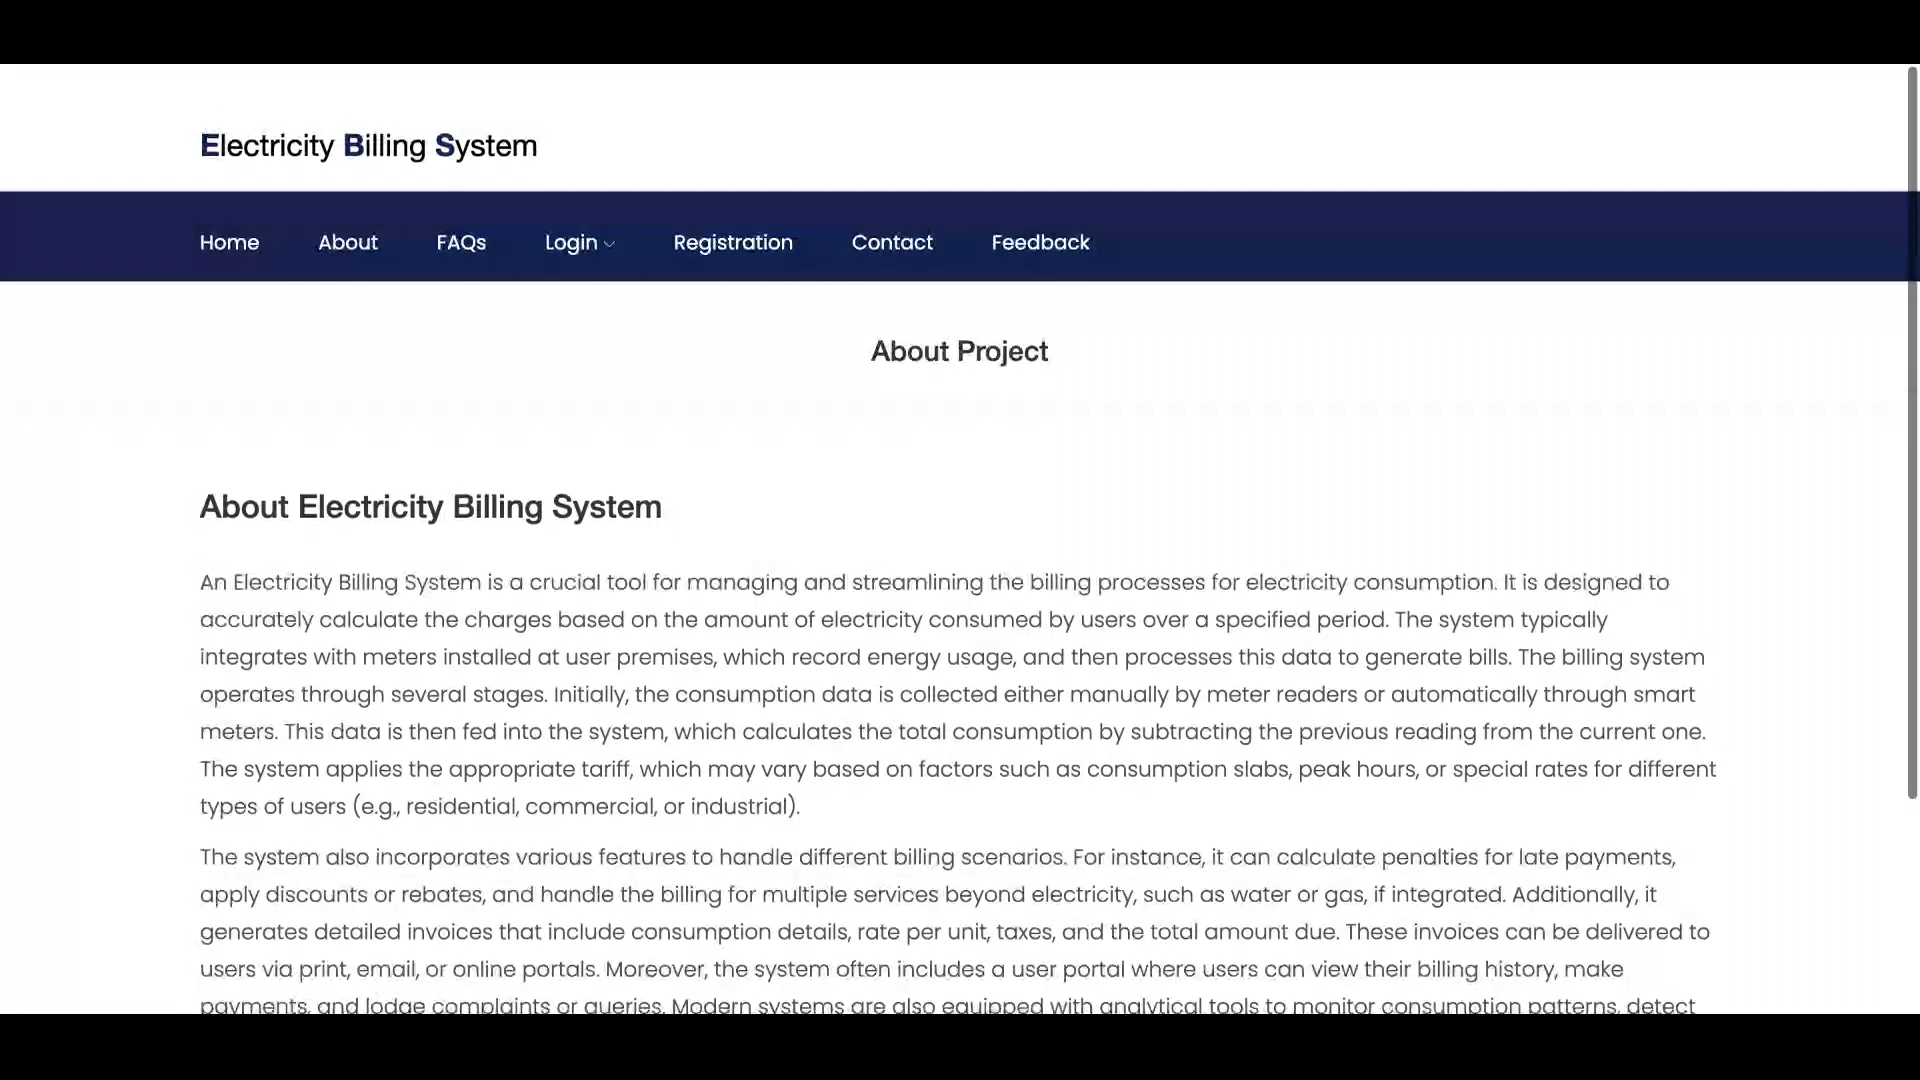 Electricity Billing System
Home About FAQs Login Registration Contact Feedback
About Project
About Electricity Billing System
An Electricity Billing System is a crucial tool for managing and streamlining the billing processes for electricity consumption. It is designed to
accurately calculate the charges based on the amount of electricity consumed by users over a specified period. The system typically
integrates with meters installed at user premises, which record energy usage, and then processes this data to generate bills. The billing system
operates through several stages. Initially, the consumption data is collected either manually by meter readers or automatically through smart
meters. This data is then fed into the system, which calculates the total consumption by subtracting the previous reading from the current one.
The system applies the appropriate tariff, which may vary based on factors such as consumption slabs, peak hours, or special rates for different
types of users (e.g., residential, commercial, or industrial).
The system also incorporates various features to handle different billing scenarios. For instance, it can calculate penalties for late payments,
apply discounts or rebates, and handle the billing for multiple services beyond electricity, such as water or gas, if integrated. Additionally, it
generates detailed invoices that include consumption details, rate per unit, taxes, and the total amount due. These invoices can be delivered to
users via print, email, or online portals. Moreover, the system often includes a user portal where users can view their billing history, make
payments, and lodge complaints or queries. Modern systems are also equipped with analytical tools to monitor consumption patterns, detect